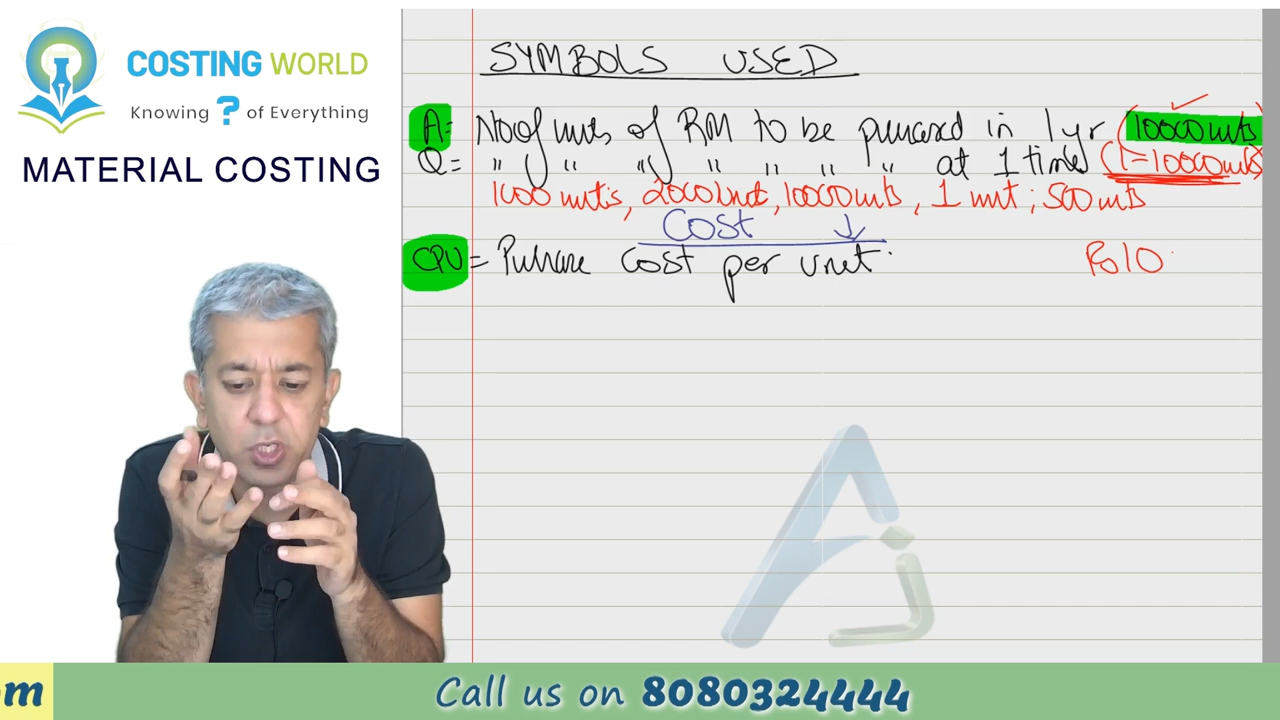 COSTING WORLD
Knowing ? of Everything
MATERIAL COSTING
SYMBOLS USED
A = No of units of RM to be purchased in 1 yr (10000 units)
Q = " " " " " " " at 1 time (1 = 10000 units)
1000 units, 2000 unit, 10000 units, 1 unit; 500 units
Cost ↓
CPU = Purchase cost per unit.
Rs 10
Call us on 8080324444
om